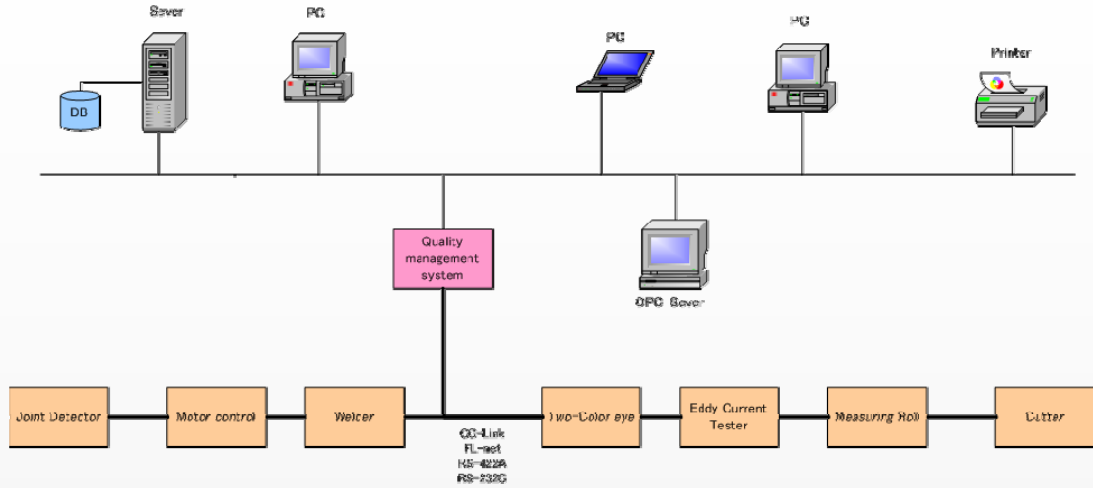 Sever
PC
PC
PC
Printer
DB
Quality
management
system
OPC Sever
Joint Detector
Motor control
Welder
Two-Color eye
Eddy Current
Tester
Measuring Roll
Cutter
CC-Link
FL-net
RS-422A
RS-232C